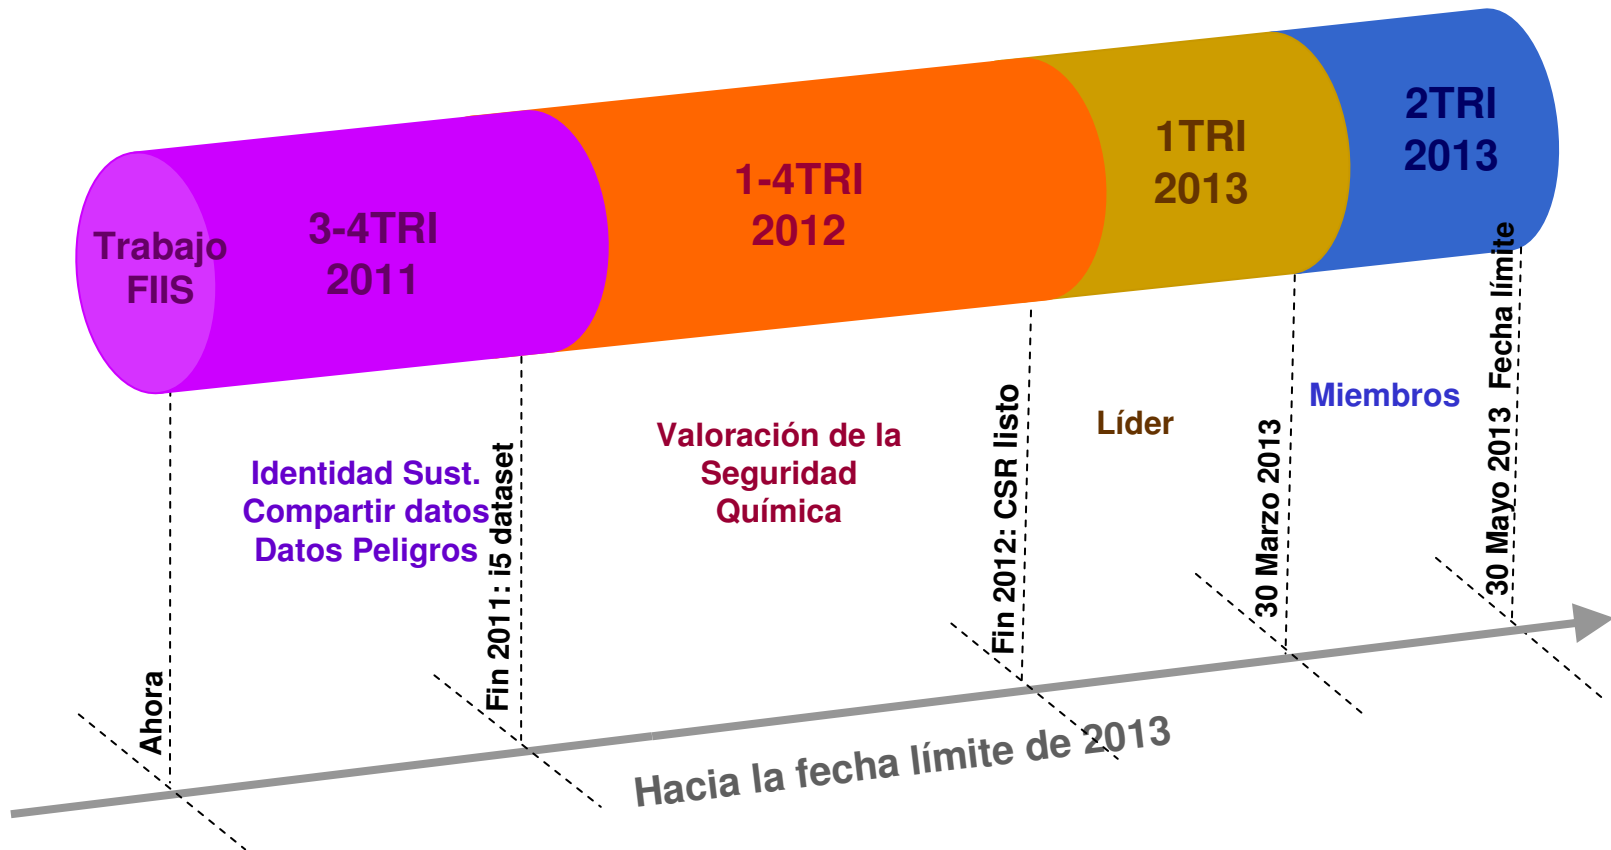 Trabajo
FIIS
3-4TRI
2011
1-4TRI
2012
1TRI
2013
2TRI
2013
Identidad Sust.
Compartir datos
Datos Peligros
Valoración de la
Seguridad
Química
Líder
Miembros
Ahora
Fin 2011: i5 dataset
Fin 2012: CSR listo
30 Marzo 2013
30 Mayo 2013 Fecha límite
Hacia la fecha límite de 2013